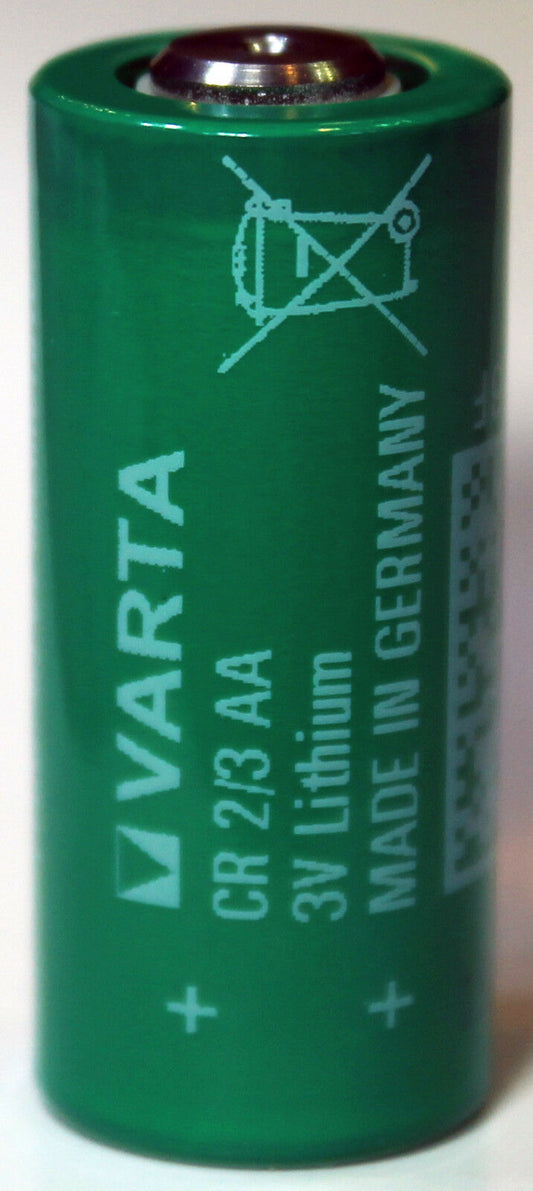 VARTA
CR 2/3 AA
3V Lithium
MADE IN GERMANY
+ +